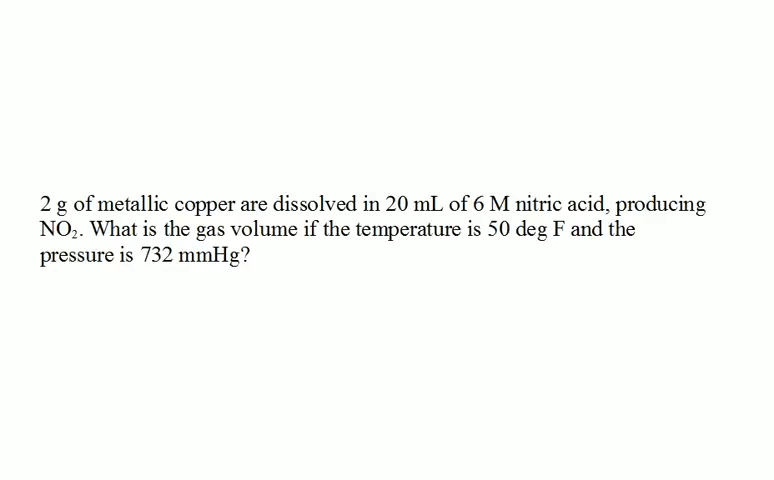 2 g of metallic copper are dissolved in 20 mL of 6 M nitric acid, producing
NO₂. What is the gas volume if the temperature is 50 deg F and the
pressure is 732 mmHg?